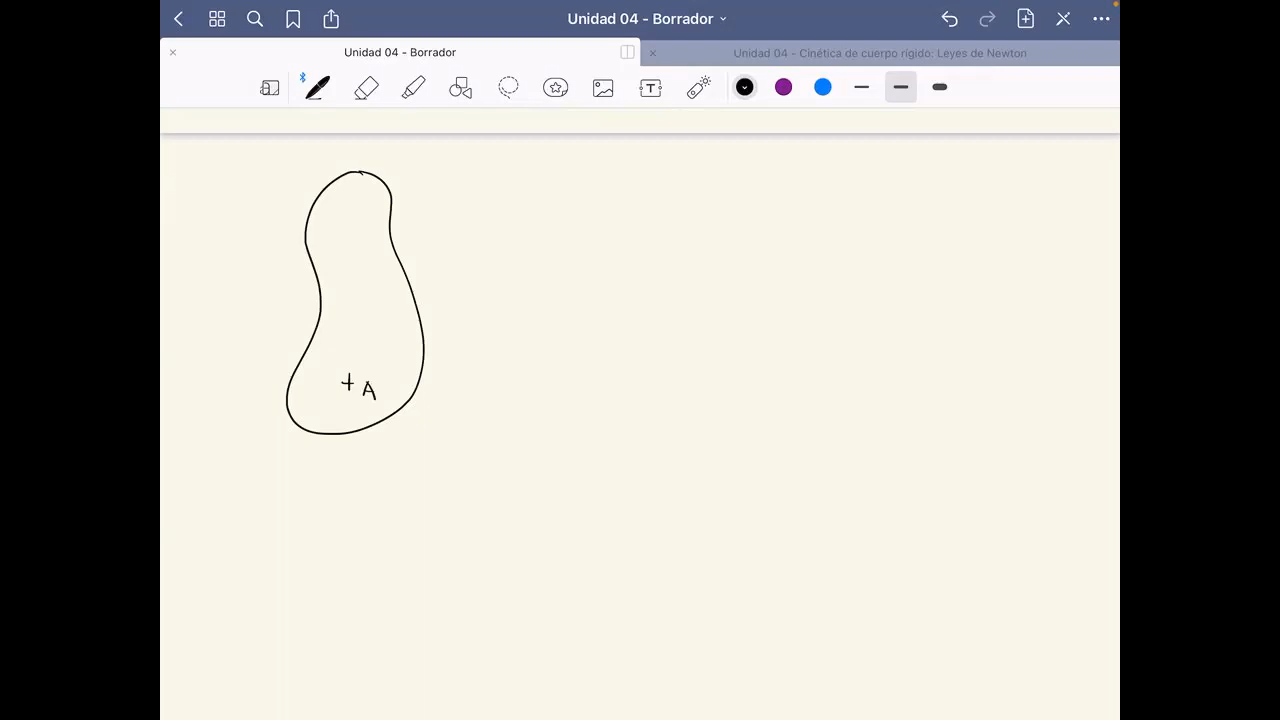 Unidad 04 - Borrador
Unidad 04 - Borrador
Unidad 04 - Cinética de cuerpo rígido: Leyes de Newton
T
A